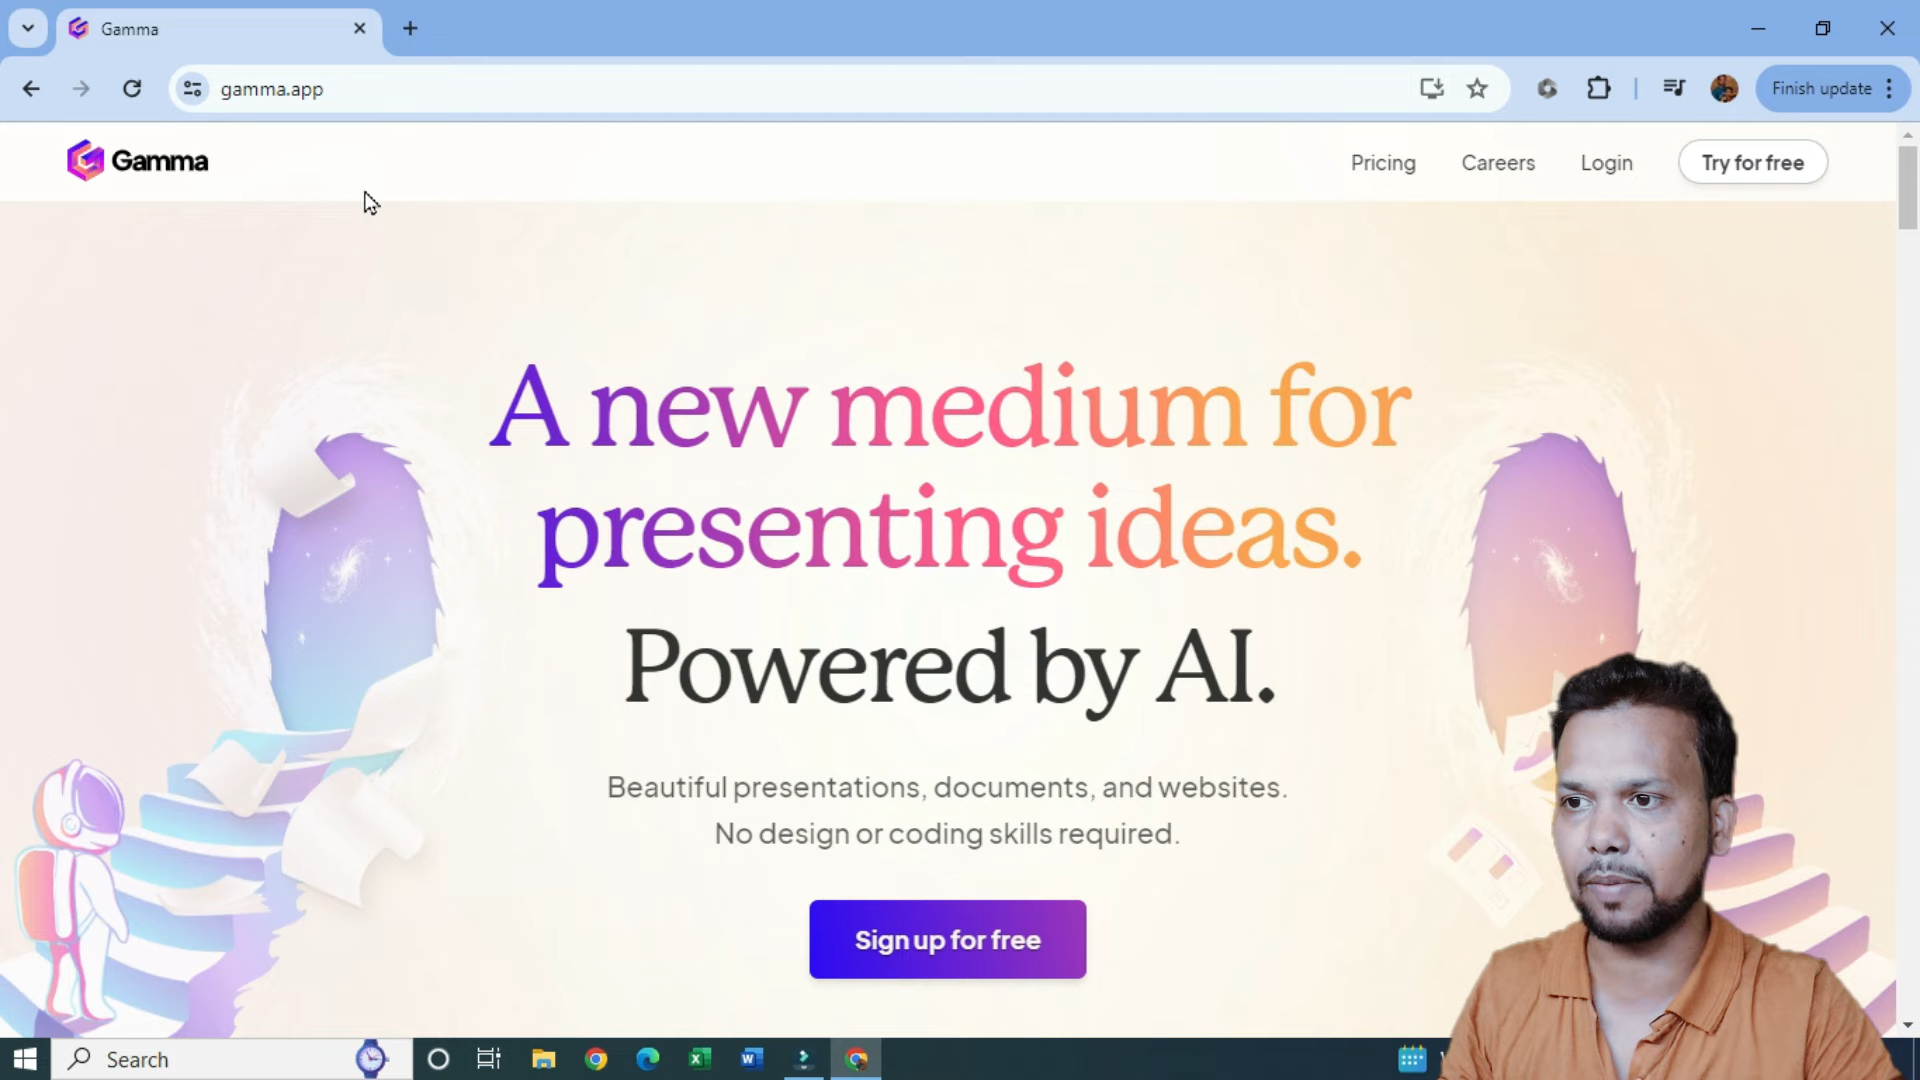 Gamma
gamma.app
Finish update
Gamma
Pricing
Careers
Login
Try for free
A new medium for
presenting ideas.
Powered by AI.
Beautiful presentations, documents, and websites.
No design or coding skills required.
Sign up for free
Search